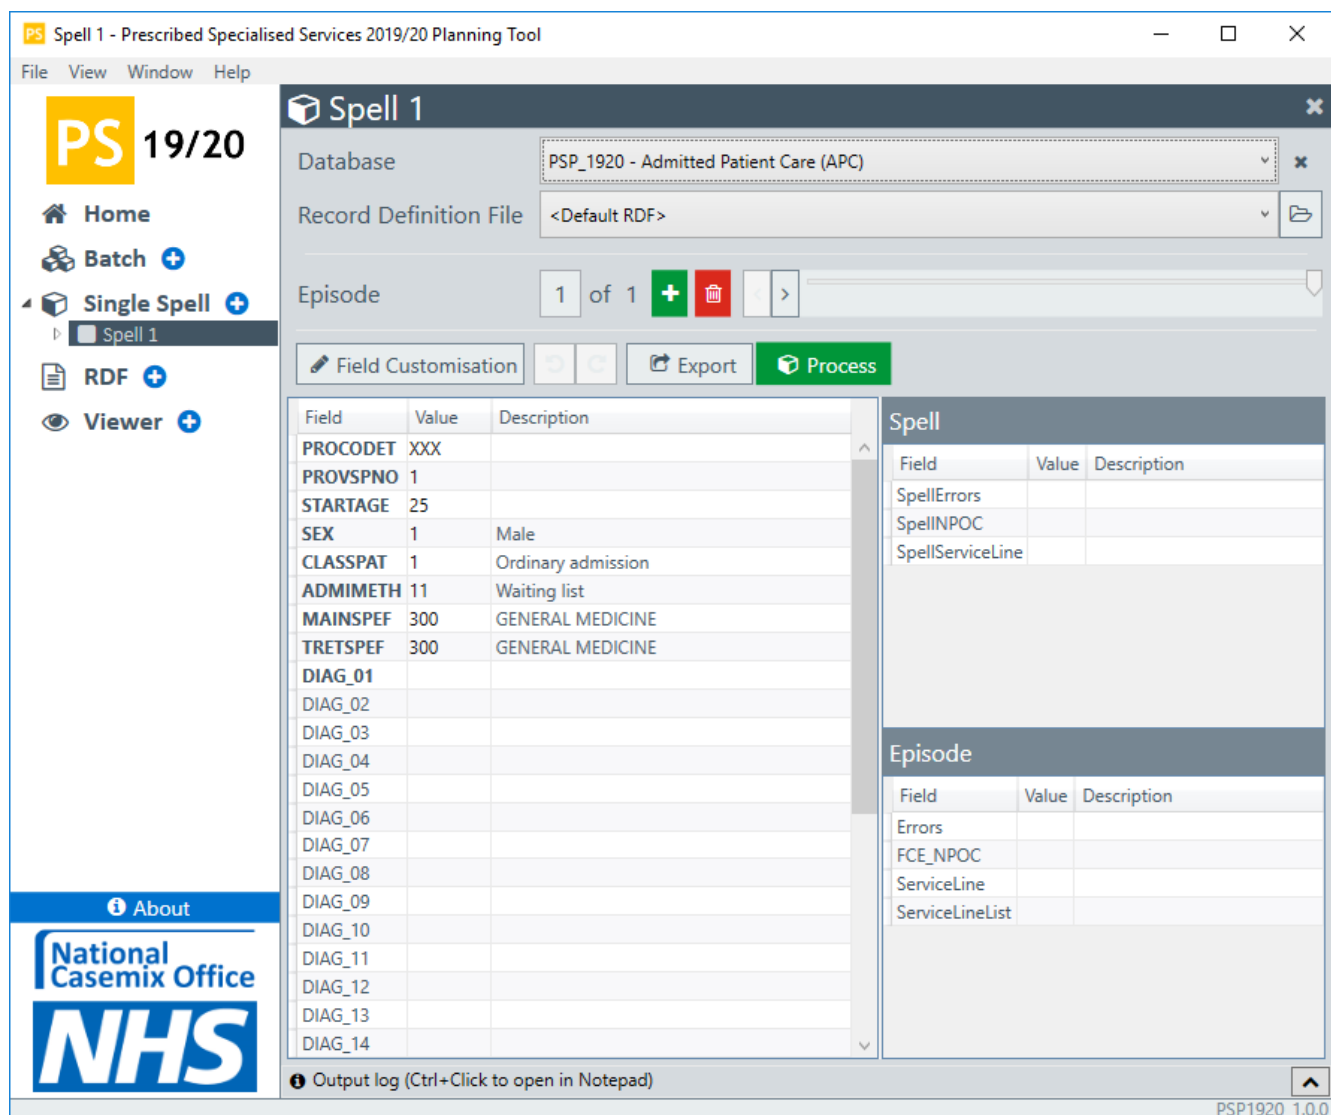 PS Spell 1 - Prescribed Specialised Services 2019/20 Planning Tool
File View Window Help
PS 19/20
Home
Batch
Single Spell
Spell 1
RDF
Viewer
About
National
Casemix Office
NHS
Spell 1
Database PSP_1920 - Admitted Patient Care (APC)
Record Definition File <Default RDF>
Episode 1 of 1
Field Customisation Export Process
Field Value Description
PROCODET XXX
PROVSPNO 1
STARTAGE 25
SEX 1 Male
CLASSPAT 1 Ordinary admission
ADMIMETH 11 Waiting list
MAINSPEF 300 GENERAL MEDICINE
TRETSPEF 300 GENERAL MEDICINE
DIAG_01
DIAG_02
DIAG_03
DIAG_04
DIAG_05
DIAG_06
DIAG_07
DIAG_08
DIAG_09
DIAG_10
DIAG_11
DIAG_12
DIAG_13
DIAG_14
Spell
Field Value Description
SpellErrors
SpellNPOC
SpellServiceLine
Episode
Field Value Description
Errors
FCE_NPOC
ServiceLine
ServiceLineList
Output log (Ctrl+Click to open in Notepad)
PSP1920 1.0.0